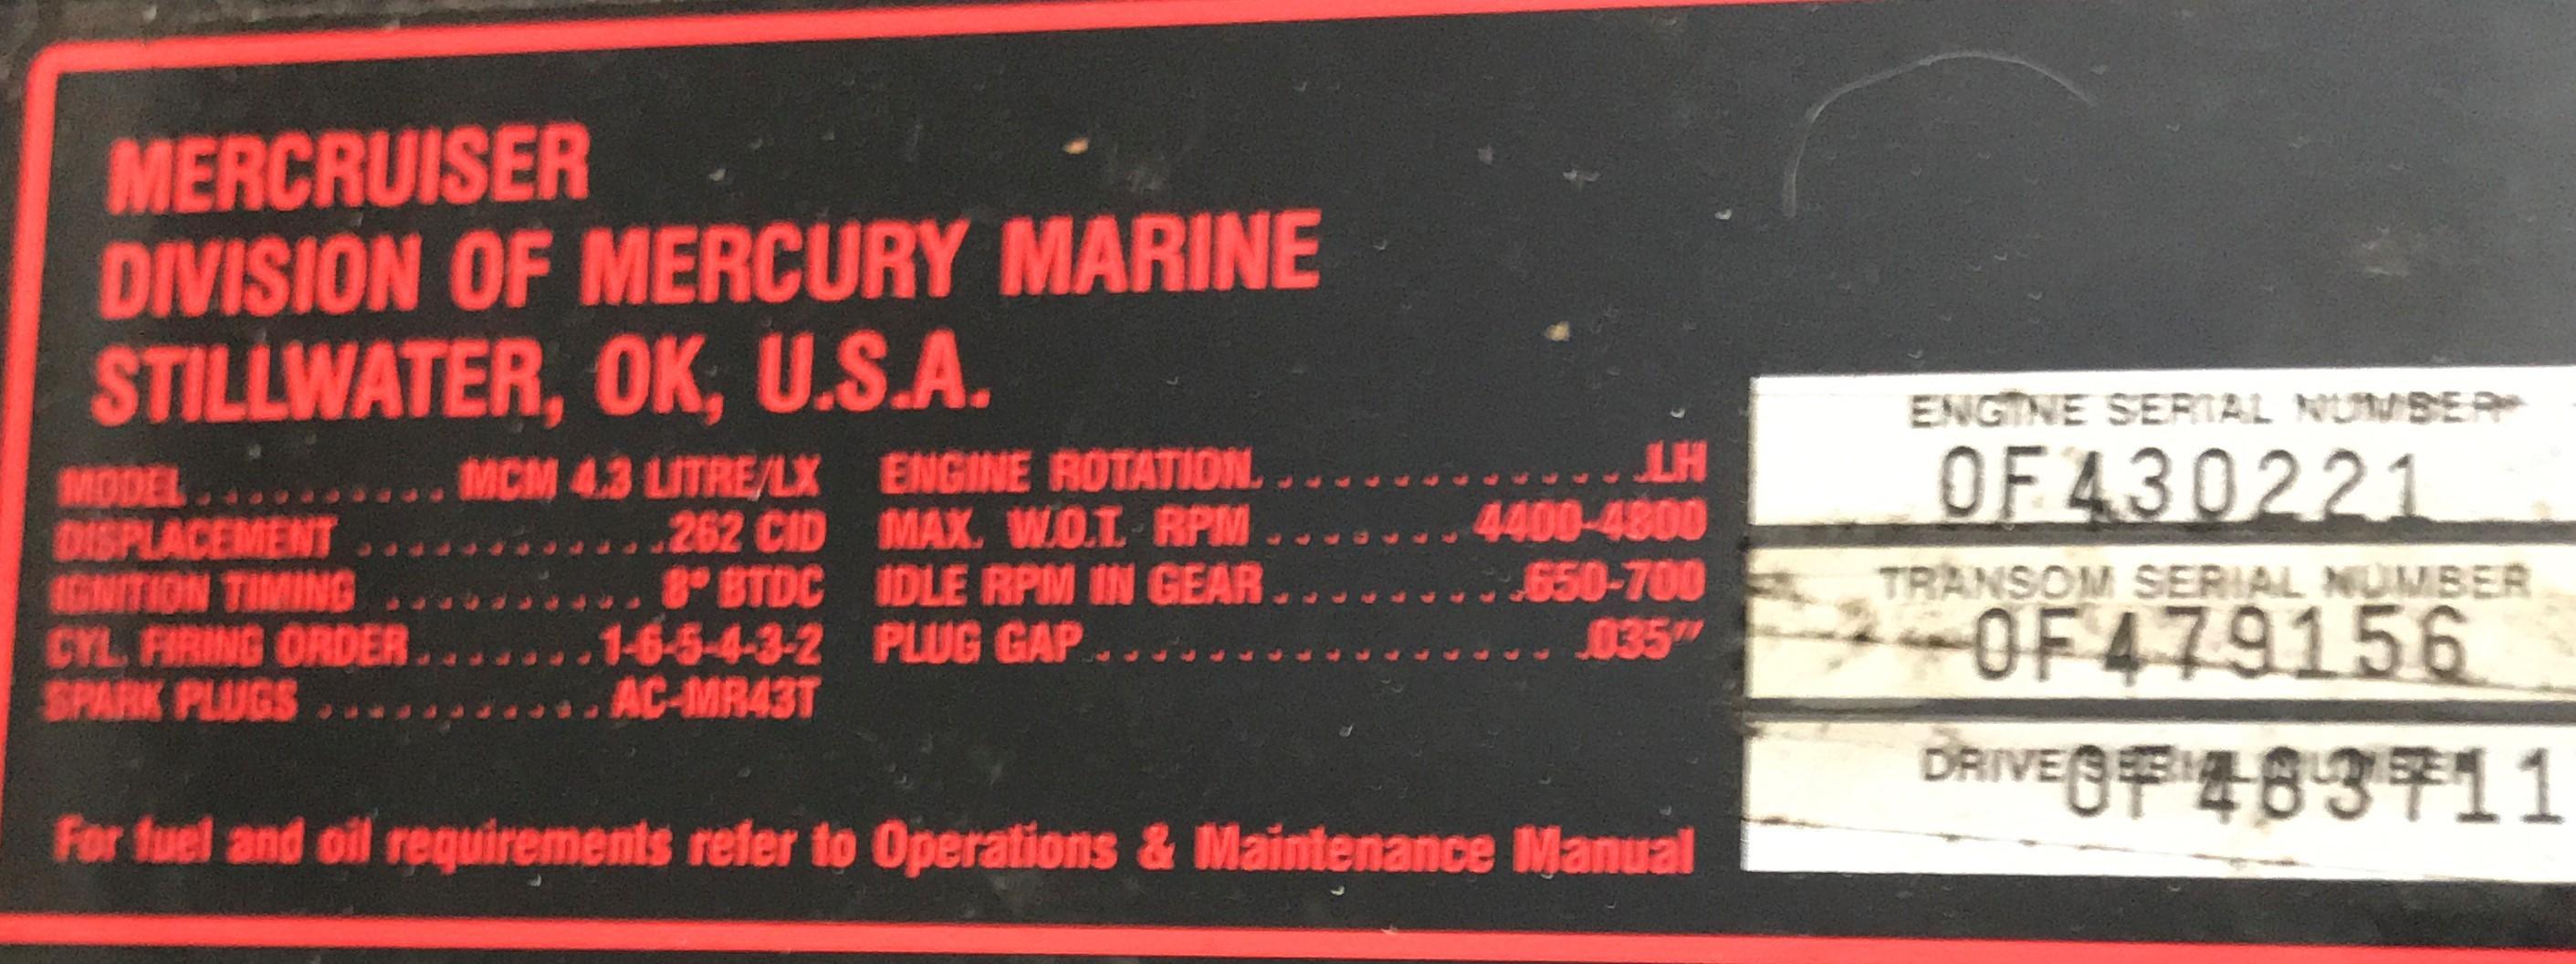 MERCRUISER
DIVISION OF MERCURY MARINE
STILLWATER, OK, U.S.A.
MODEL.............MCM 4.3 LITRE/LX
DISPLACEMENT .............262 CID
IGNITION TIMING ...........8° BTDC
CYL. FIRING ORDER.......1-6-5-4-3-2
SPARK PLUGS ............AC-MR43T
ENGINE ROTATION..............LH
MAX. W.O.T. RPM .......4400-4800
IDLE RPM IN GEAR..........650-700
PLUG GAP.................035"
For fuel and oil requirements refer to Operations & Maintenance Manual
ENGINE SERIAL NUMBER
0F430221
TRANSOM SERIAL NUMBER
0F479156
DRIVE SERIAL NUMBER
0F483711